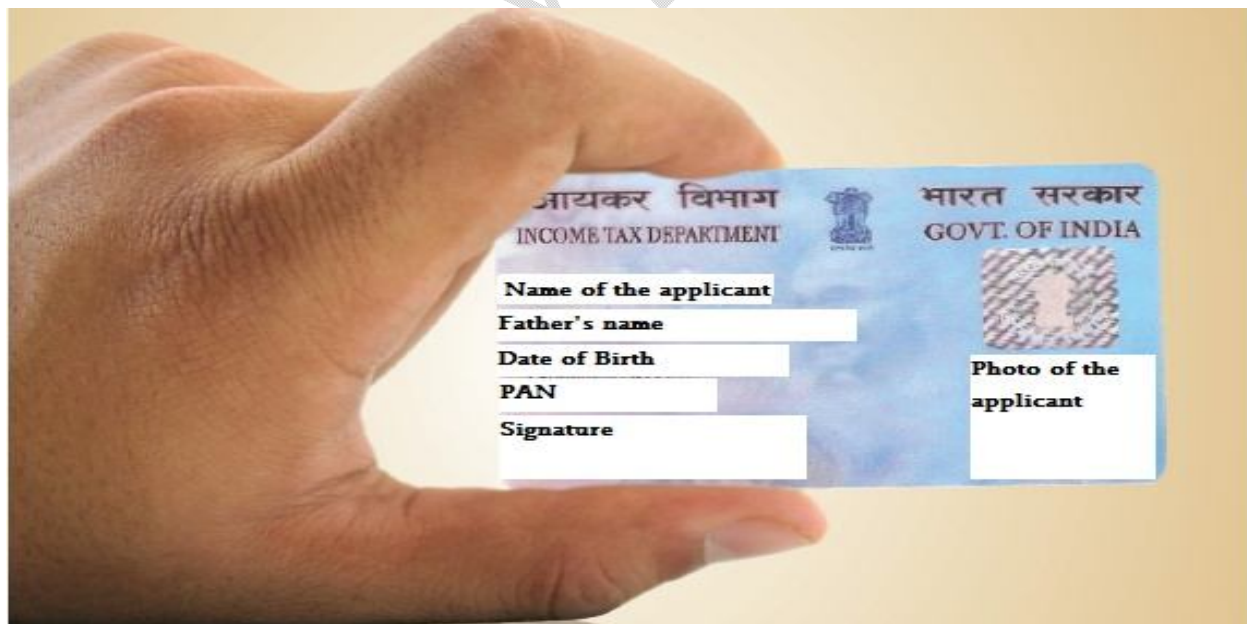 आयकर विभाग
भारत सरकार
INCOME TAX DEPARTMENT
GOVT. OF INDIA
Name of the applicant
Father's name
Date of Birth
PAN
Signature
Photo of the
applicant